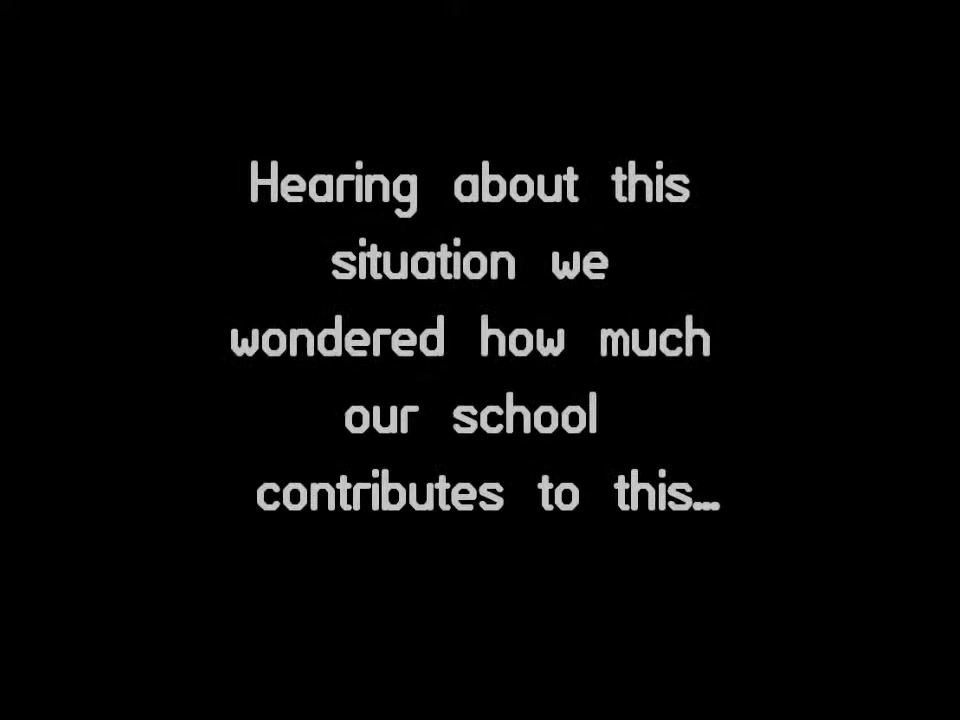 Hearing about this
situation we
wondered how much
our school
contributes to this...